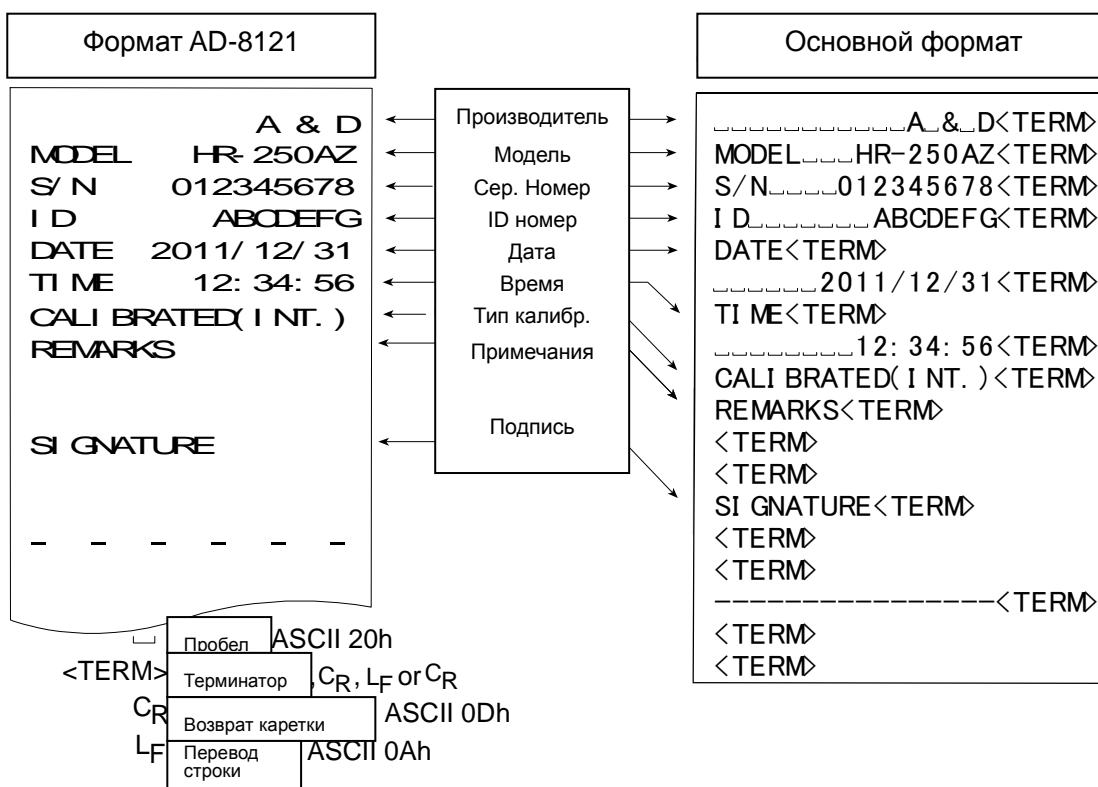 Формат AD-8121
A & D
MODEL HR-250AZ
S/N 012345678
ID ABCDEFG
DATE 2011/12/31
TIME 12:34:56
CALIBRATED(INT.)
REMARKS
SIGNATURE
- - - - - -
Производитель
Модель
Сер. Номер
ID номер
Дата
Время
Тип калибр.
Примечания
Подпись
Основной формат
␣␣␣␣␣␣␣␣␣␣␣A␣&␣D<TERM>
MODEL␣␣␣HR-250AZ<TERM>
S/N␣␣␣␣012345678<TERM>
ID␣␣␣␣␣␣␣ABCDEFG<TERM>
DATE<TERM>
␣␣␣␣␣␣2011/12/31<TERM>
TIME<TERM>
␣␣␣␣␣␣␣␣12:34:56<TERM>
CALIBRATED(INT.)<TERM>
REMARKS<TERM>
<TERM>
<TERM>
SIGNATURE<TERM>
<TERM>
<TERM>
----------------<TERM>
<TERM>
<TERM>
␣ Пробел ASCII 20h
<TERM> Терминатор ,CR, LF or CR
CR Возврат каретки ASCII 0Dh
LF Перевод ASCII 0Ah
строки